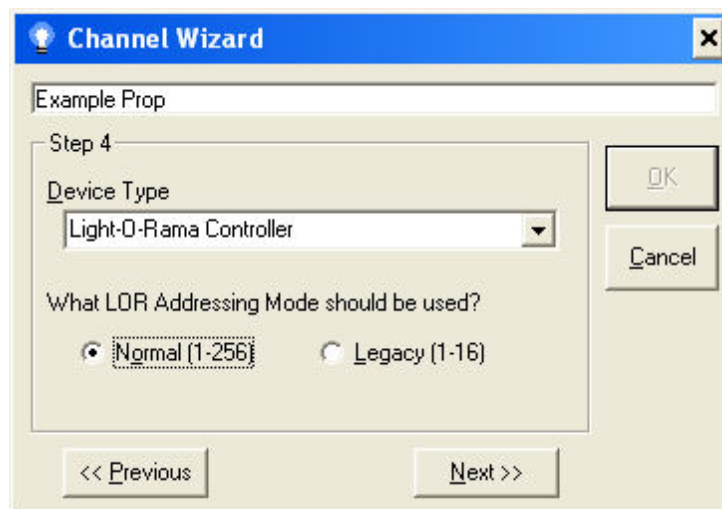 Channel Wizard
Example Prop
Step 4
Device Type
Light-O-Rama Controller
What LOR Addressing Mode should be used?
Normal (1-256) Legacy (1-16)
OK
Cancel
<< Previous Next >>